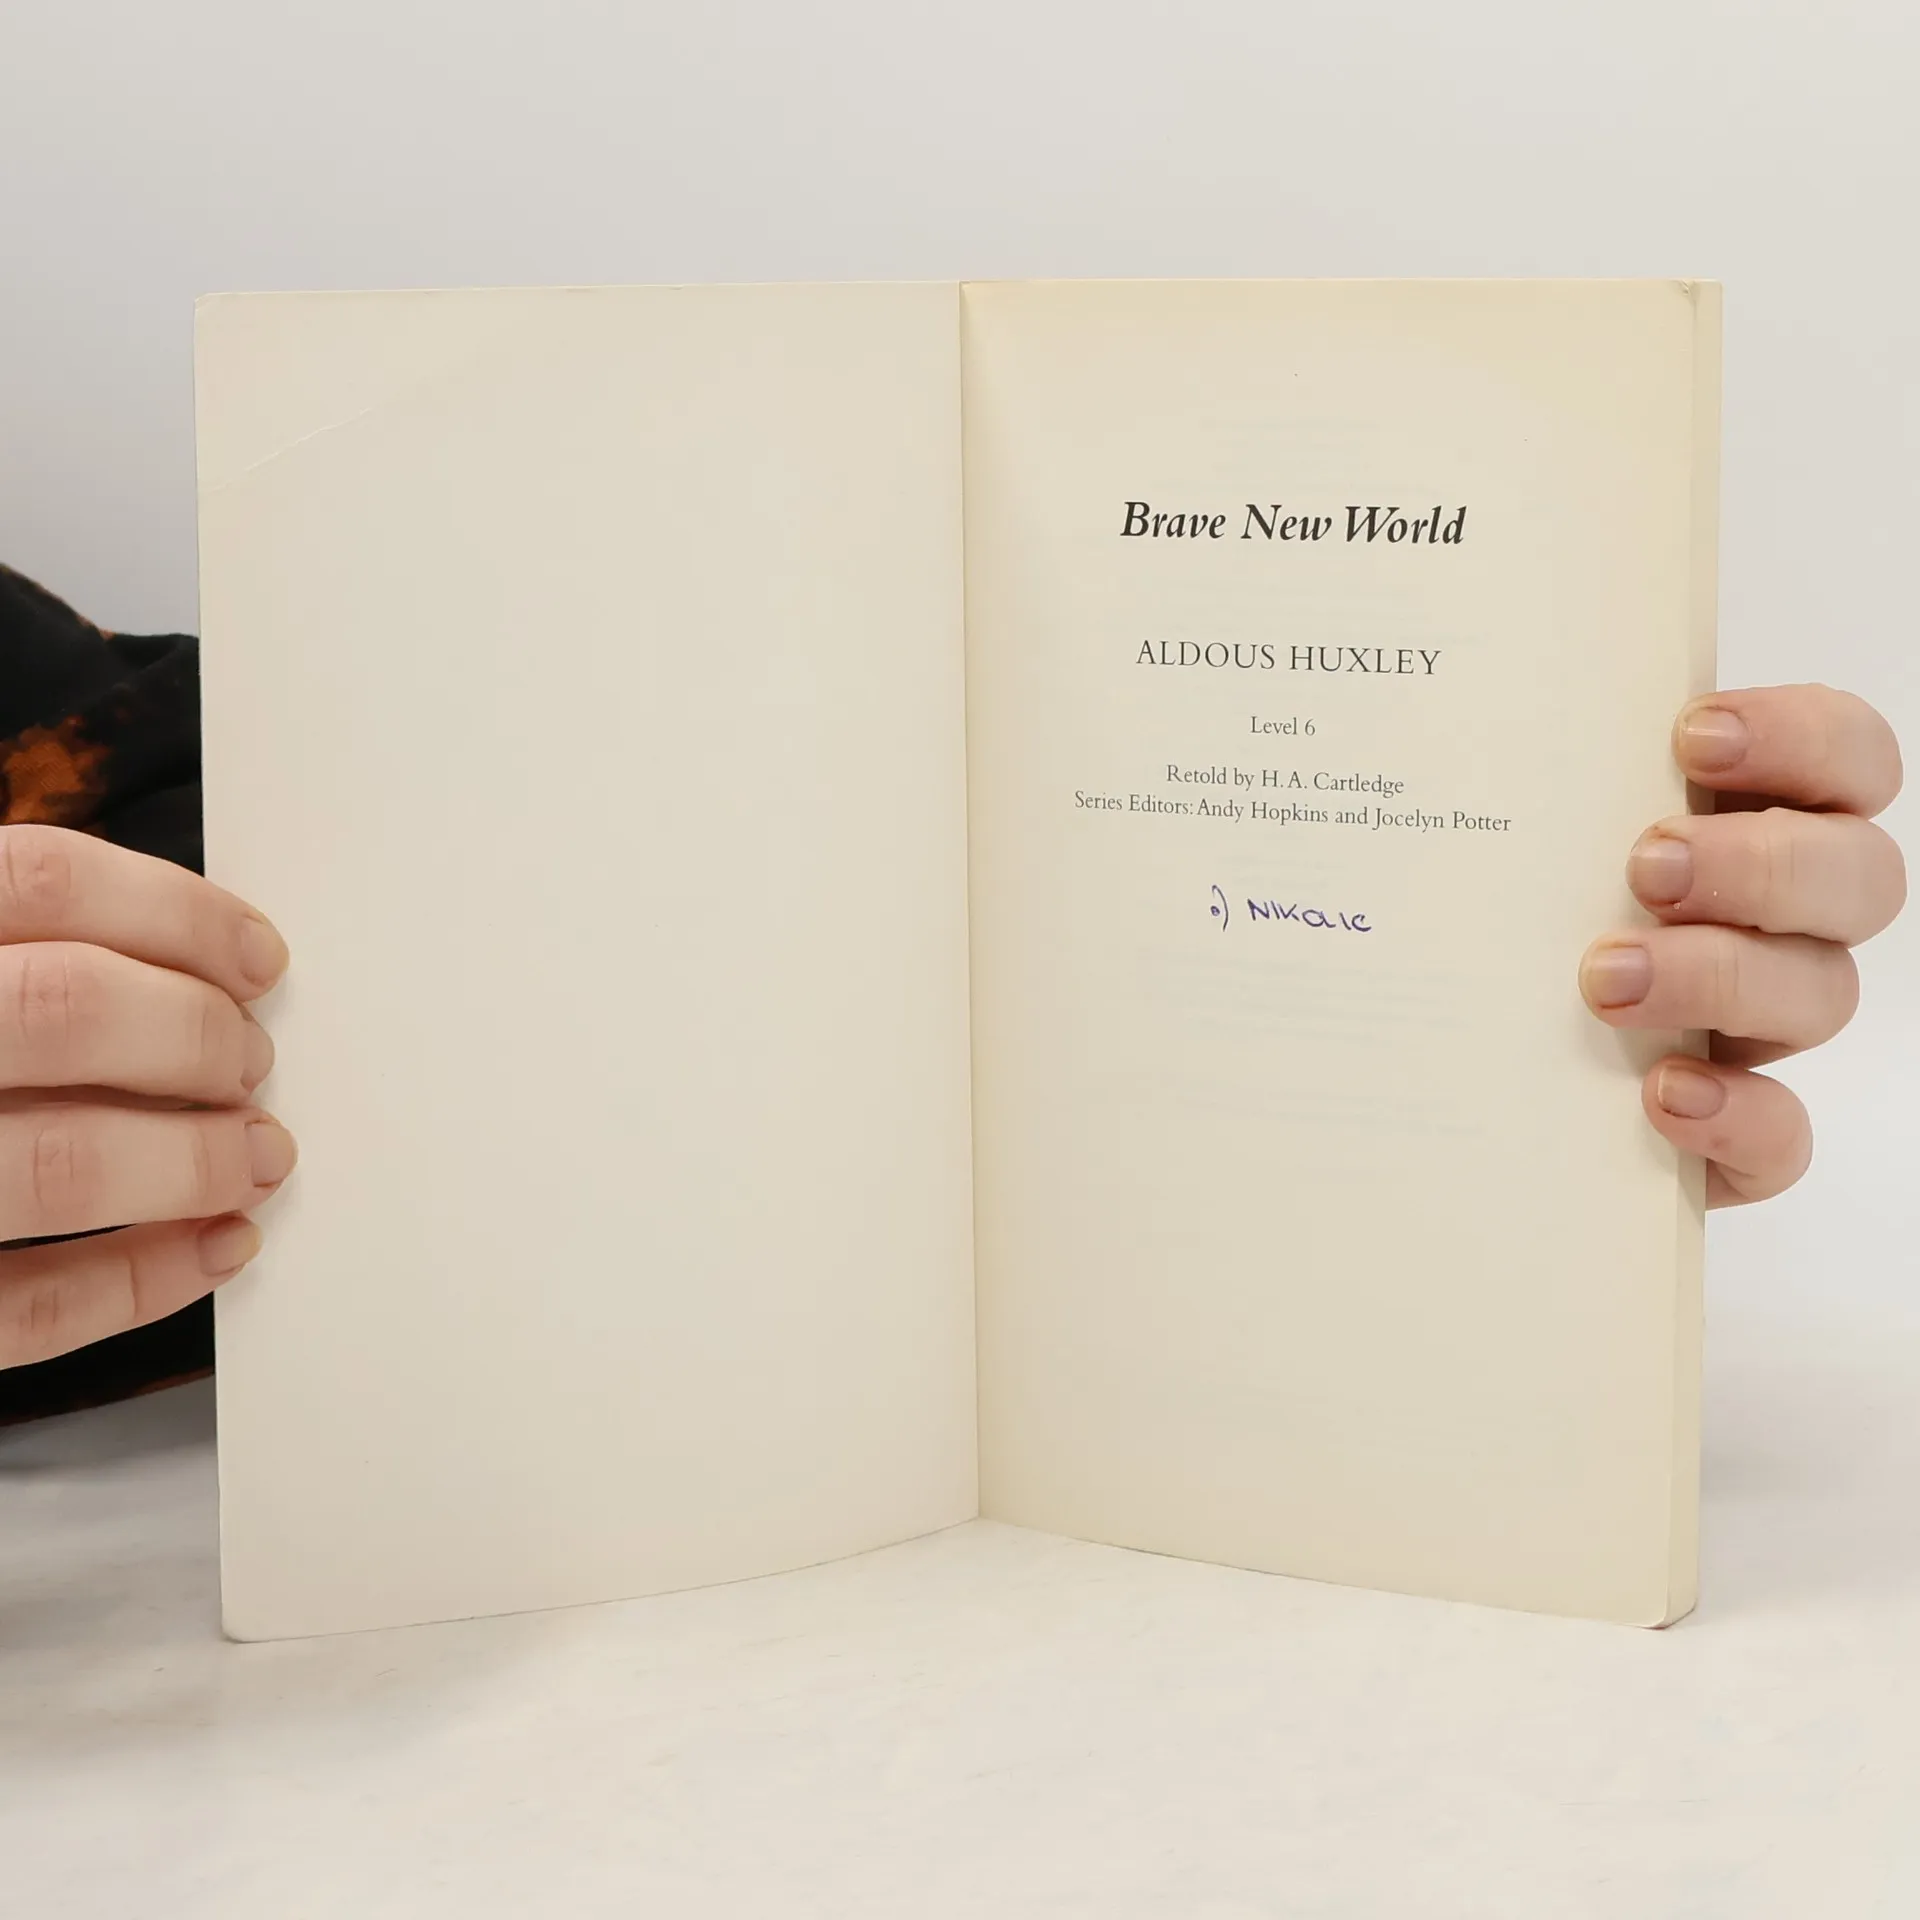 Brave New World
ALDOUS HUXLEY
Level 6
Retold by H. A. Cartledge
Series Editors: Andy Hopkins and Jocelyn Potter